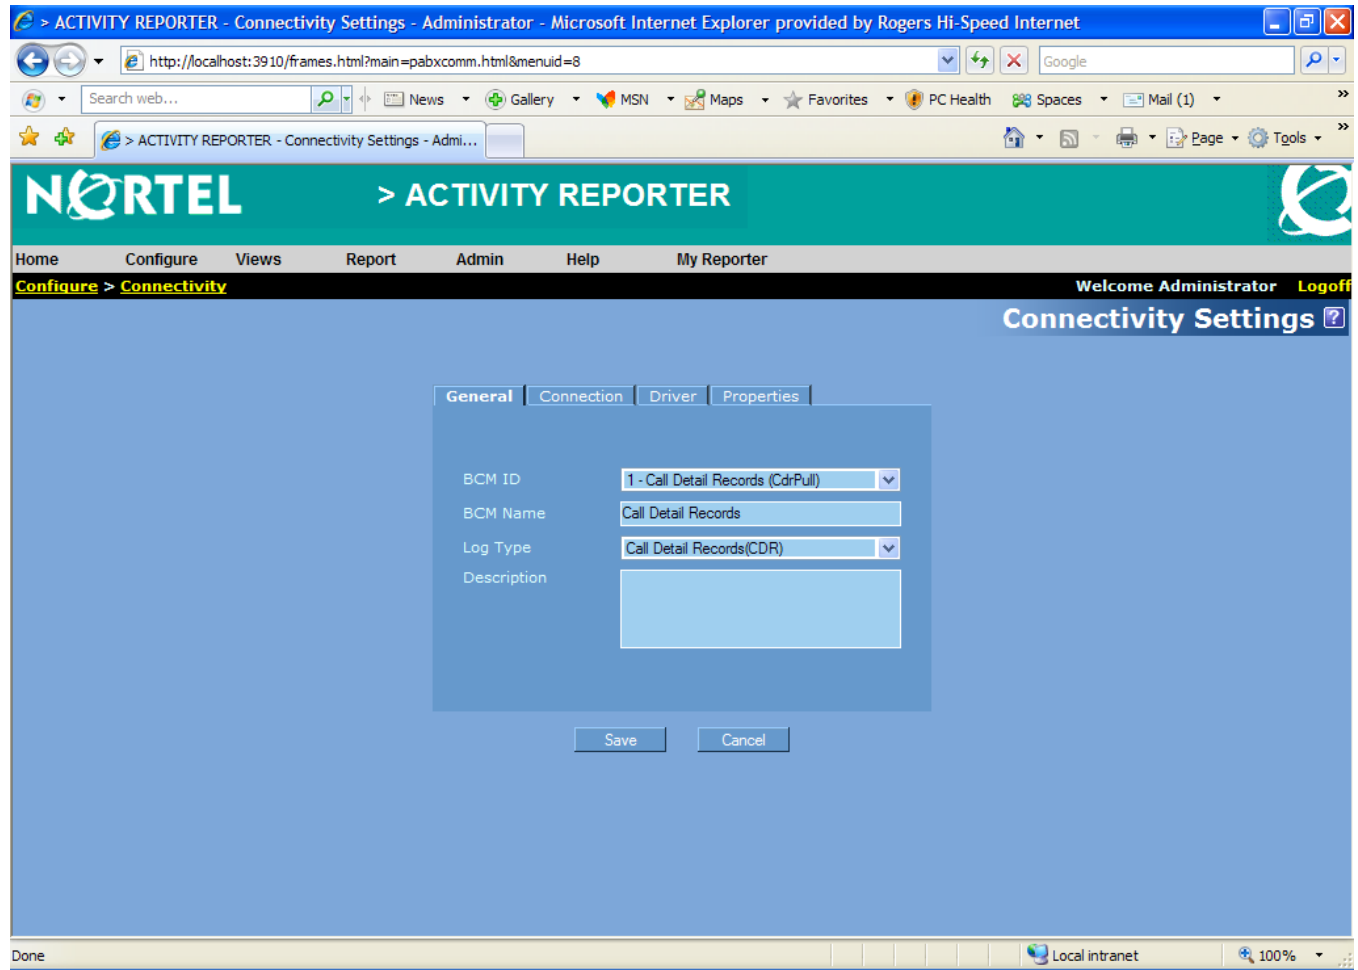 > ACTIVITY REPORTER - Connectivity Settings - Administrator - Microsoft Internet Explorer provided by Rogers Hi-Speed Internet
http://localhost:3910/frames.html?main=pabxcomm.html&menuid=8 Google
Search web... News Gallery MSN Maps Favorites PC Health Spaces Mail (1) »
> ACTIVITY REPORTER - Connectivity Settings - Admi... Page Tools »
NORTEL > ACTIVITY REPORTER
Home Configure Views Report Admin Help My Reporter
Configure > Connectivity Welcome Administrator Logoff
Connectivity Settings ?
General Connection Driver Properties
BCM ID 1 - Call Detail Records (CdrPull)
BCM Name Call Detail Records
Log Type Call Detail Records(CDR)
Description
Save Cancel
Done Local intranet 100%